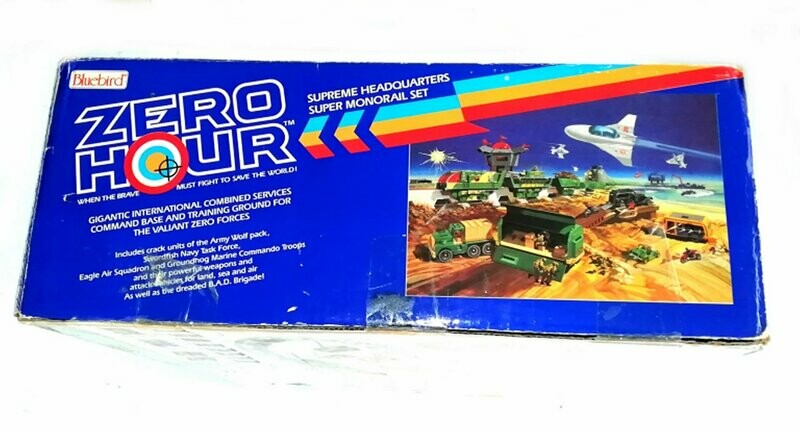 Bluebird
ZERO
HOUR™
WHEN THE BRAVE MUST FIGHT TO SAVE THE WORLD!
GIGANTIC INTERNATIONAL COMBINED SERVICES
COMMAND BASE AND TRAINING GROUND FOR
THE VALIANT ZERO FORCES
Includes crack units of the Army Wolf pack,
Swordfish Navy Task Force,
Eagle Air Squadron and Groundhog Marine Commando Troops
and their powerful weapons and
attack vehicles for land, sea and air
As well as the dreaded B.A.D. Brigade!
SUPREME HEADQUARTERS
SUPER MONORAIL SET